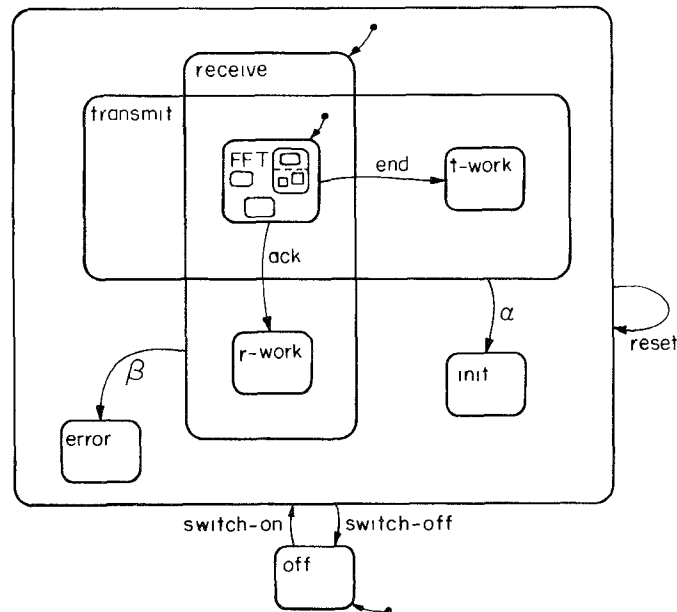 receive
transmit
FFT
end
t-work
ack
α
reset
r-work
β
init
error
switch-on
switch-off
off